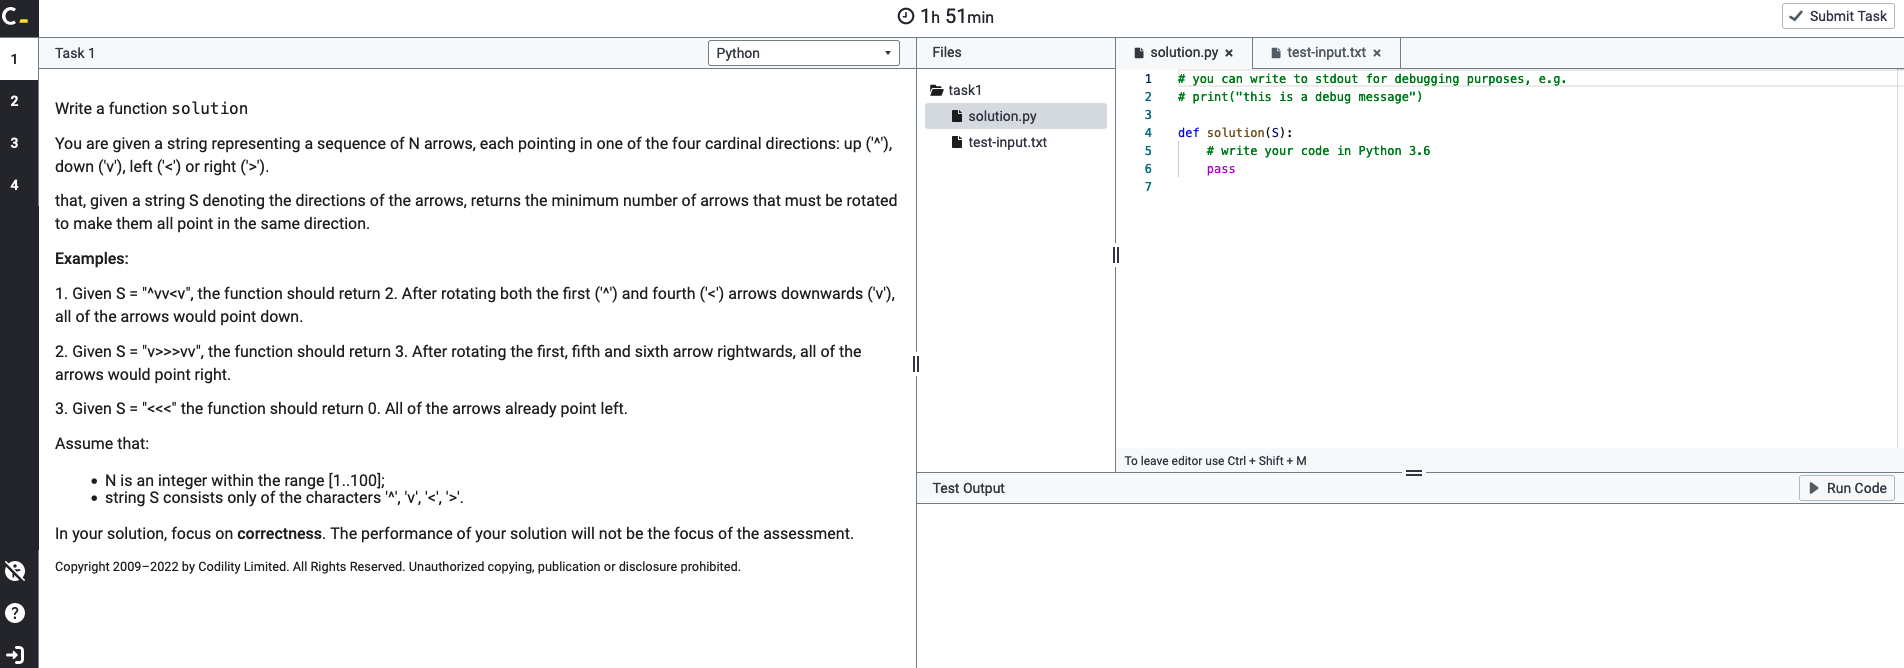 C_
1h 51min
Submit Task
1
2
3
4
Task 1
Python
Write a function solution
You are given a string representing a sequence of N arrows, each pointing in one of the four cardinal directions: up ('^'),
down ('v'), left ('<') or right ('>').
that, given a string S denoting the directions of the arrows, returns the minimum number of arrows that must be rotated
to make them all point in the same direction.
Examples:
1. Given S = "^vv<v", the function should return 2. After rotating both the first ('^') and fourth ('<') arrows downwards ('v'),
all of the arrows would point down.
2. Given S = "v>>>vv", the function should return 3. After rotating the first, fifth and sixth arrow rightwards, all of the
arrows would point right.
3. Given S = "<<<" the function should return 0. All of the arrows already point left.
Assume that:
• N is an integer within the range [1..100];
• string S consists only of the characters '^', 'v', '<', '>'.
In your solution, focus on correctness. The performance of your solution will not be the focus of the assessment.
Copyright 2009–2022 by Codility Limited. All Rights Reserved. Unauthorized copying, publication or disclosure prohibited.
Files
task1
solution.py
test-input.txt
solution.py ×
test-input.txt ×
1 # you can write to stdout for debugging purposes, e.g.
2 # print("this is a debug message")
3
4 def solution(S):
5     # write your code in Python 3.6
6     pass
7
To leave editor use Ctrl + Shift + M
Test Output
Run Code